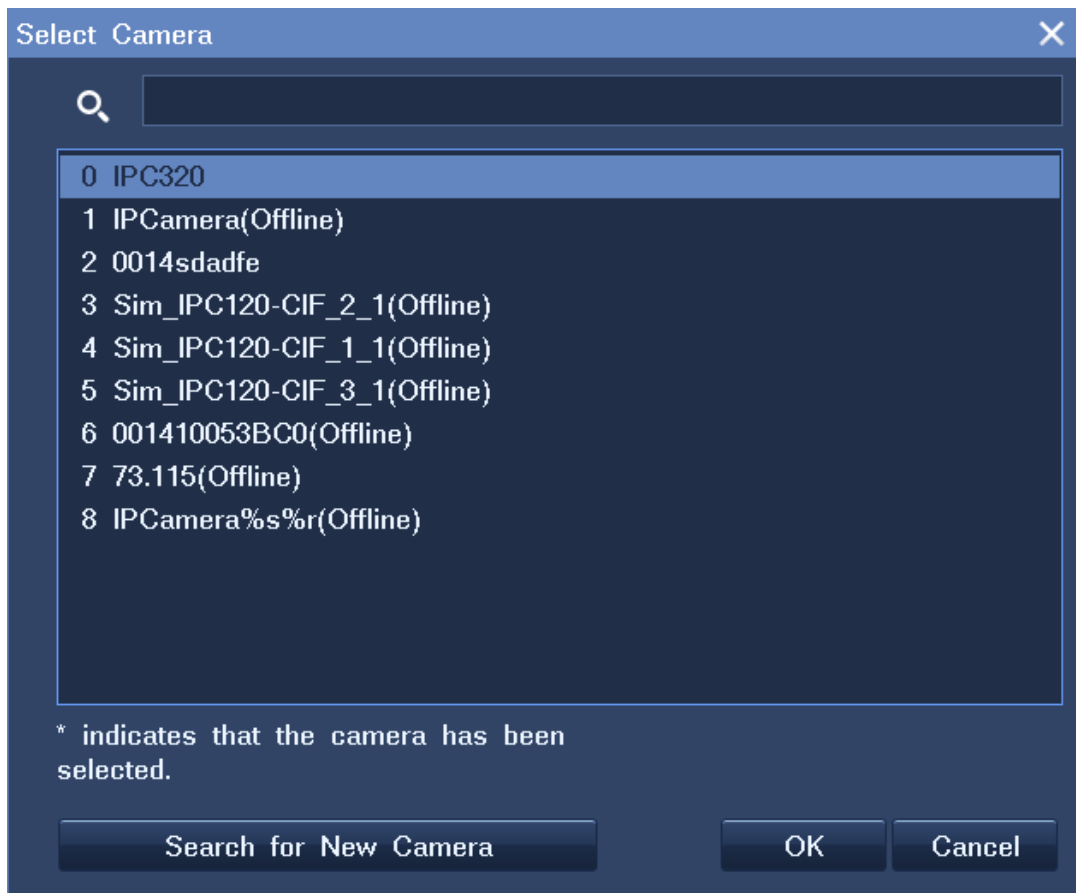 Select Camera
0 IPC320
1 IPCamera(Offline)
2 0014sdadfe
3 Sim_IPC120-CIF_2_1(Offline)
4 Sim_IPC120-CIF_1_1(Offline)
5 Sim_IPC120-CIF_3_1(Offline)
6 001410053BC0(Offline)
7 73.115(Offline)
8 IPCamera%s%r(Offline)
* indicates that the camera has been
selected.
Search for New Camera OK Cancel